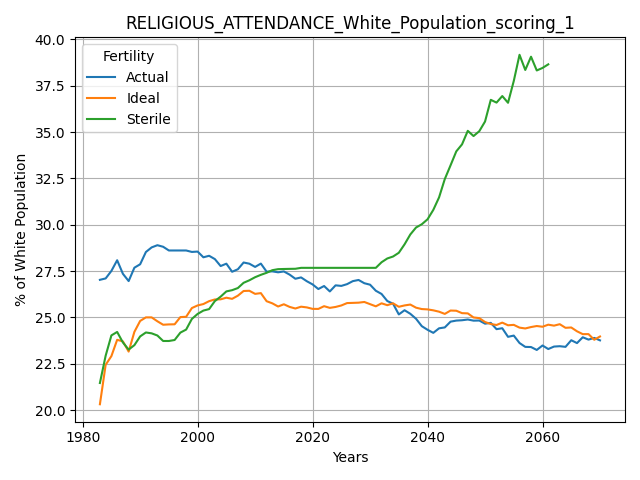 RELIGIOUS_ATTENDANCE_White_Population_scoring_1
Fertility
Actual
Ideal
Sterile
% of White Population
40.0
37.5
35.0
32.5
30.0
27.5
25.0
22.5
20.0
1980
2000
2020
2040
2060
Years